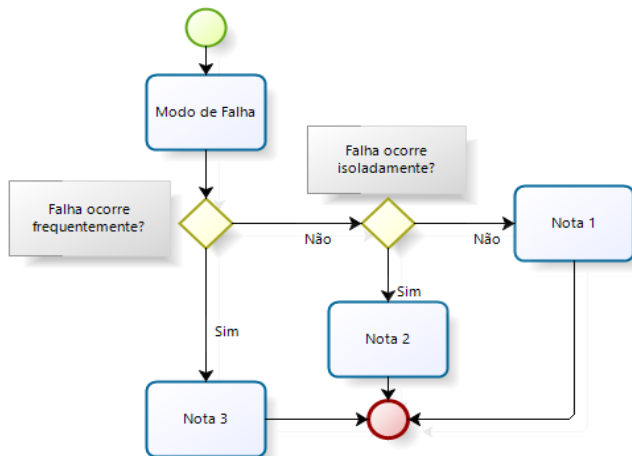 Modo de Falha
Falha ocorre
isoladamente?
Falha ocorre
frequentemente?
Não
Não
Nota 1
Sim
Sim
Nota 2
Nota 3